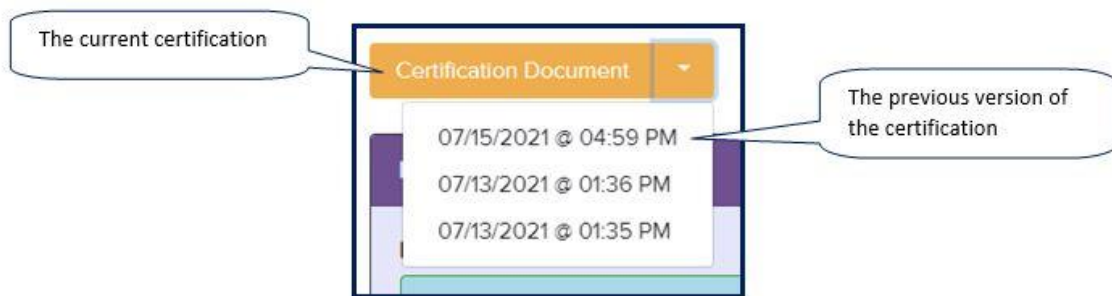 The current certification
Certification Document
The previous version of
the certification
07/15/2021 @ 04:59 PM
07/13/2021 @ 01:36 PM
07/13/2021 @ 01:35 PM